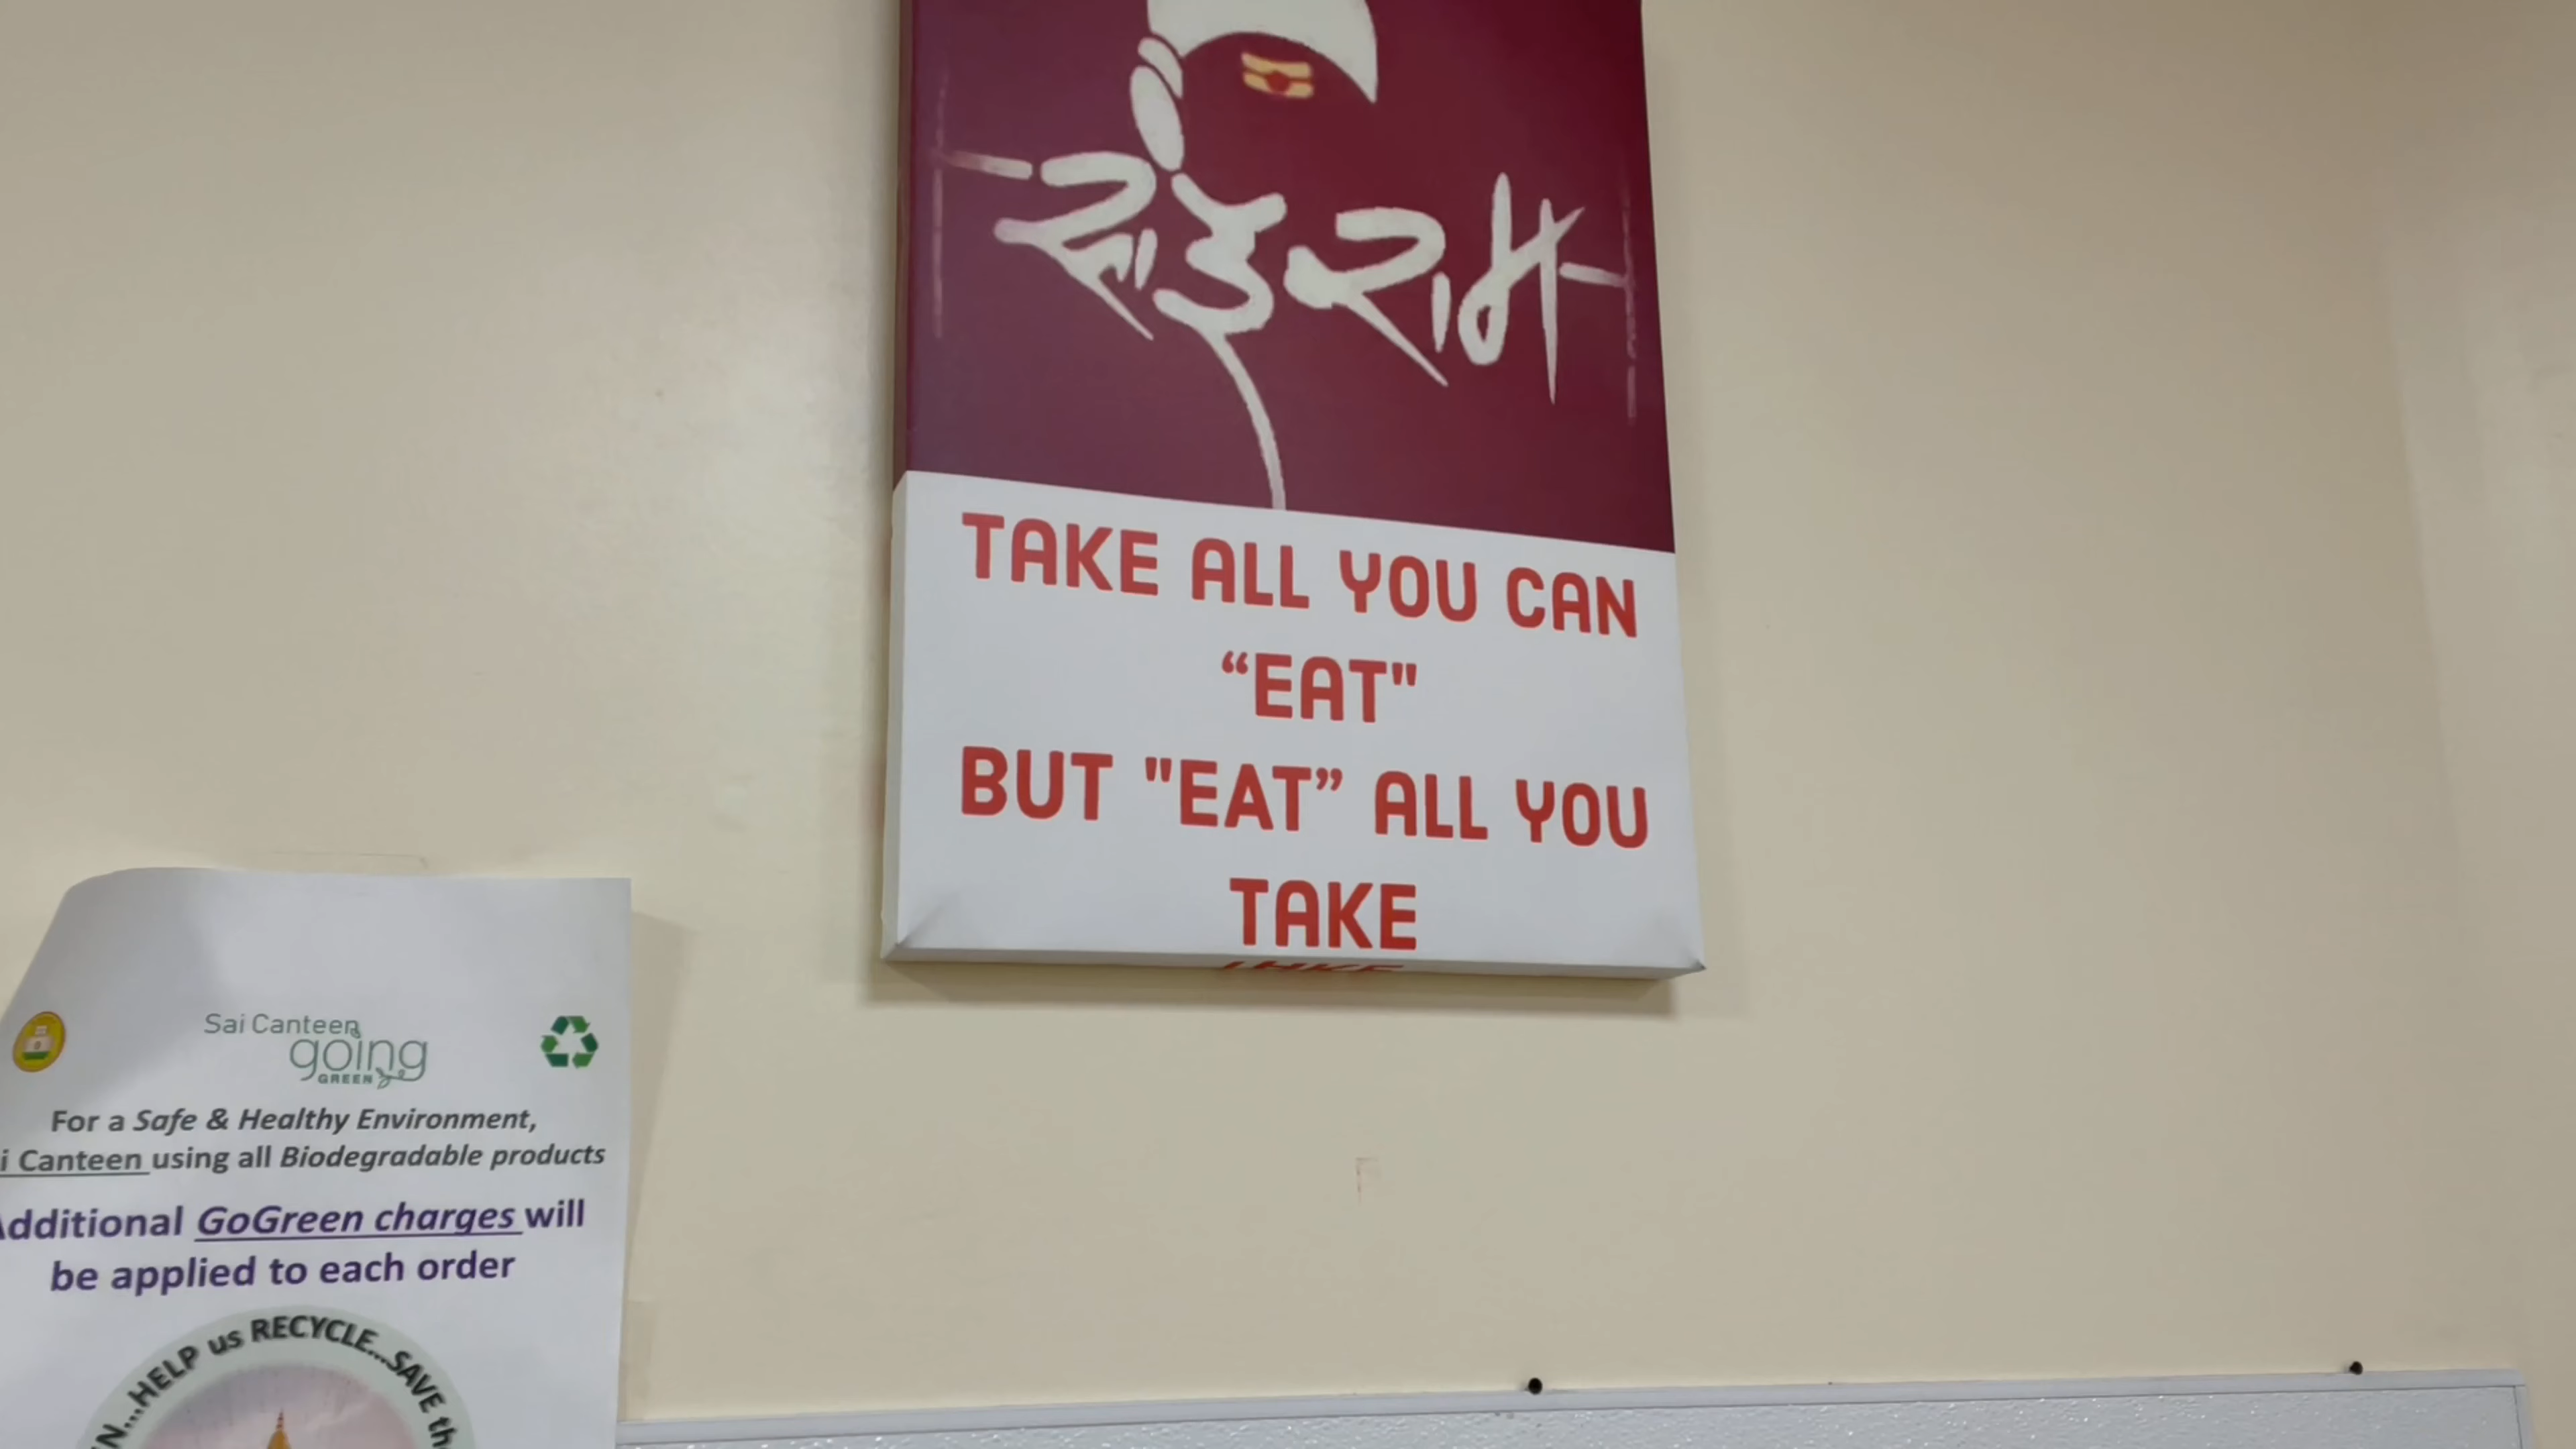 साई राम
TAKE ALL YOU CAN
“EAT"
BUT "EAT” ALL YOU
TAKE
Sai Canteen
going
GREEN
For a Safe & Healthy Environment,
Canteen using all Biodegradable products
Additional GoGreen charges will
be applied to each order
...HELP us RECYCLE...SAVE